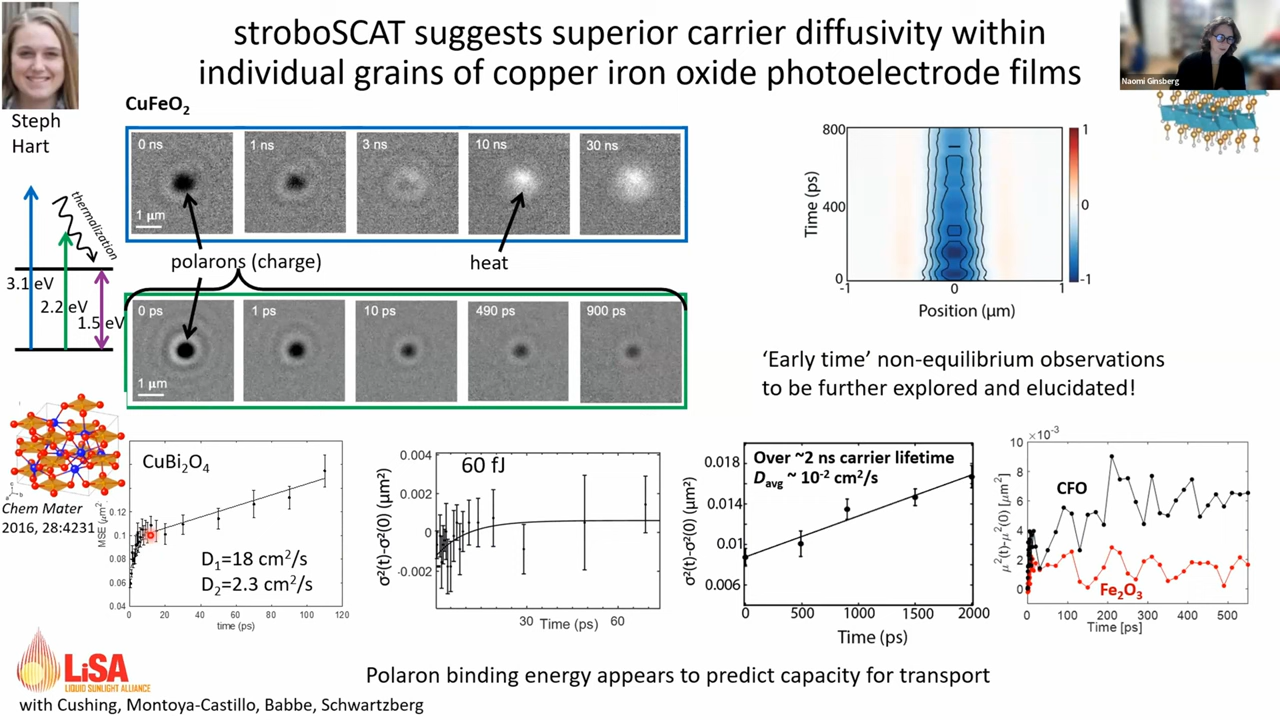 stroboSCAT suggests superior carrier diffusivity within
individual grains of copper iron oxide photoelectrode films
Naomi Ginsberg
Steph
Hart
CuFeO₂
0 ns
1 ns
3 ns
10 ns
30 ns
1 μm
polarons (charge)
heat
thermalization
3.1 eV
2.2 eV
1.5 eV
0 ps
1 ps
10 ps
490 ps
900 ps
1 μm
800
400
0
Time (ps)
-1
0
1
Position (μm)
1
0
-1
'Early time' non-equilibrium observations
to be further explored and elucidated!
Chem Mater
2016, 28:4231
CuBi₂O₄
MSE μm²
0.12
0.1
0.08
0.06
0.04
D₁=18 cm²/s
D₂=2.3 cm²/s
0
20
40
60
80
100
120
time (ps)
60 fJ
σ²(t)-σ²(0) (μm²)
0.004
0.002
0
-0.002
30
Time (ps)
60
Over ~2 ns carrier lifetime
Davg ~ 10⁻² cm²/s
σ²(t)-σ²(0) (μm²)
0.018
0.014
0.01
0.006
0
500
1000
1500
2000
Time (ps)
×10⁻³
μ²(t)-μ²(0) [μm²]
10
8
6
4
2
0
CFO
Fe₂O₃
0
100
200
300
400
500
Time [ps]
Polaron binding energy appears to predict capacity for transport
LiSA
LIQUID SUNLIGHT ALLIANCE
with Cushing, Montoya-Castillo, Babbe, Schwartzberg